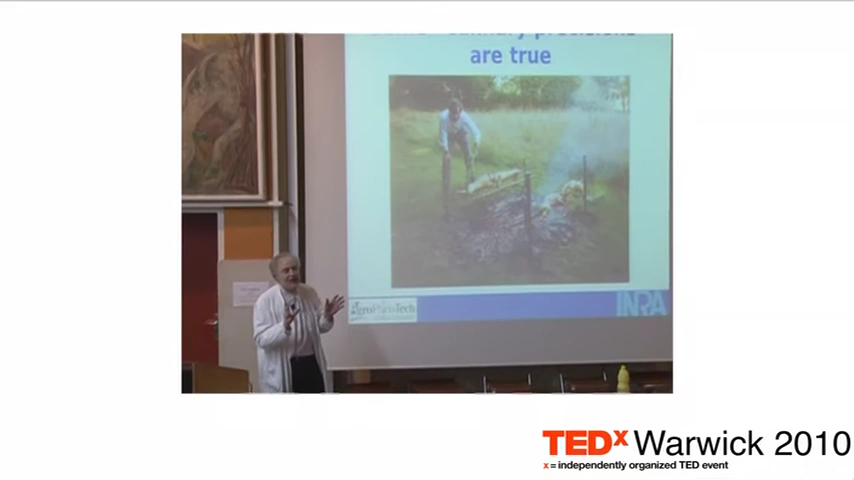 are true
AgroParisTech
INRA
TEDx Warwick 2010
x = independently organized TED event